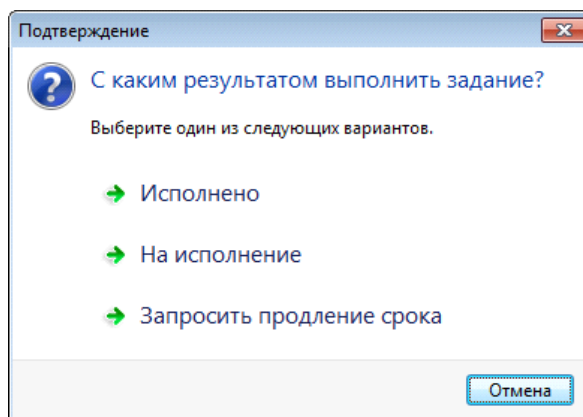 Подтверждение
С каким результатом выполнить задание?
Выберите один из следующих вариантов.
Исполнено
На исполнение
Запросить продление срока
Отмена